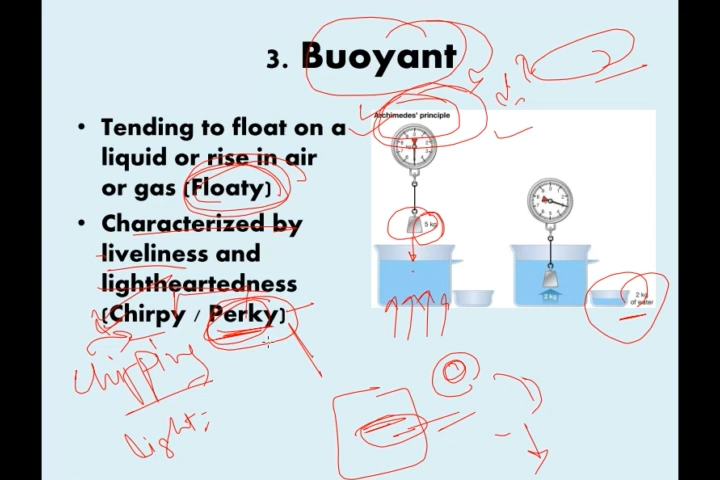 3. Buoyant
• Tending to float on a
liquid or rise in air
or gas (Floaty)
• Characterized by
liveliness and
lightheartedness
(Chirpy / Perky)
Archimedes' principle
5 kg
2 kg
2 kg
of water
chirpping
light